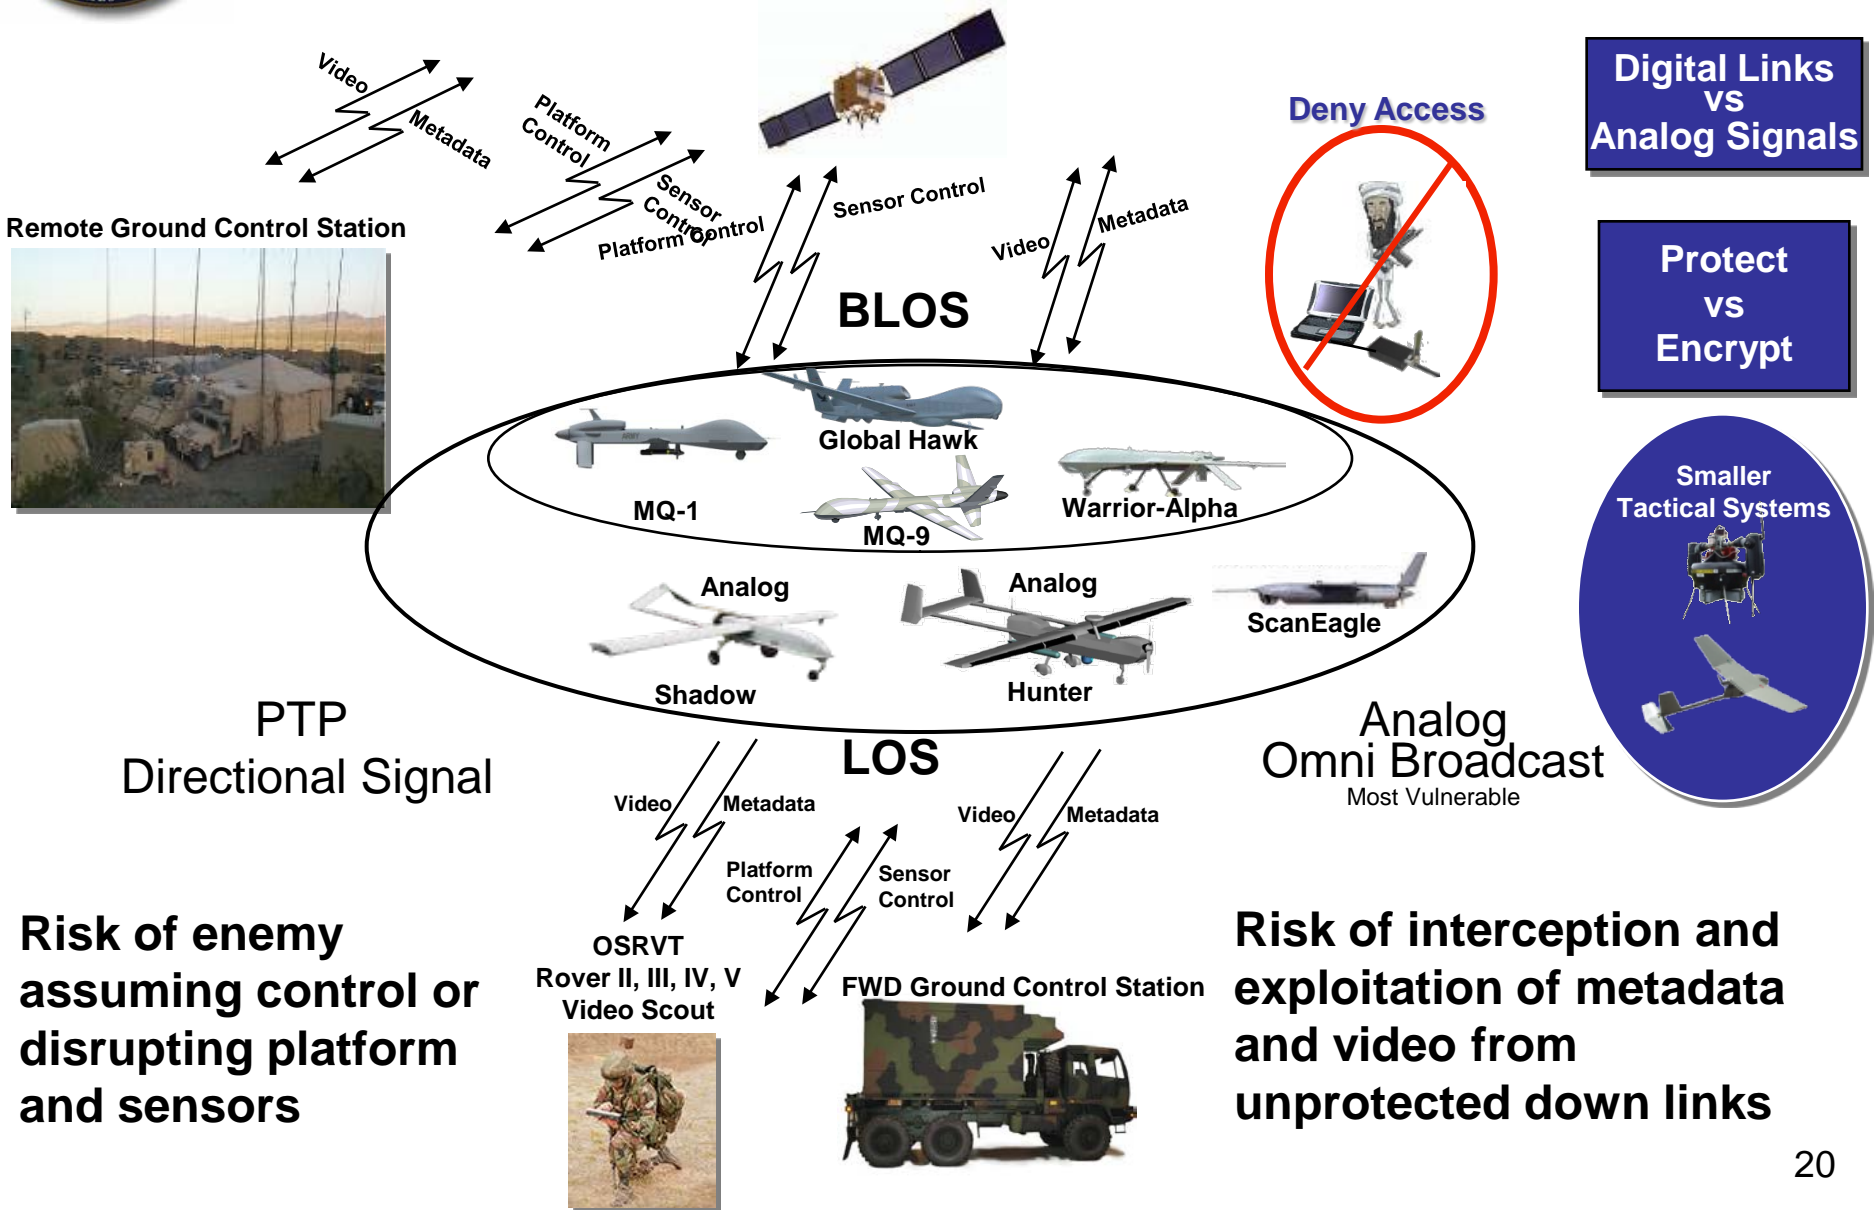 Video
Metadata
Platform
Control
Sensor
Control
Platform Control
Sensor Control
Video
Metadata
Deny Access
Digital Links
vs
Analog Signals
Remote Ground Control Station
Protect
vs
Encrypt
BLOS
Global Hawk
MQ-1
MQ-9
Warrior-Alpha
Smaller
Tactical Systems
Analog
Shadow
Analog
Hunter
ScanEagle
PTP
Directional Signal
LOS
Analog
Omni Broadcast
Most Vulnerable
Video
Metadata
Video
Metadata
Platform
Control
Sensor
Control
Risk of enemy
assuming control or
disrupting platform
and sensors
OSRVT
Rover II, III, IV, V
Video Scout
FWD Ground Control Station
Risk of interception and
exploitation of metadata
and video from
unprotected down links
20